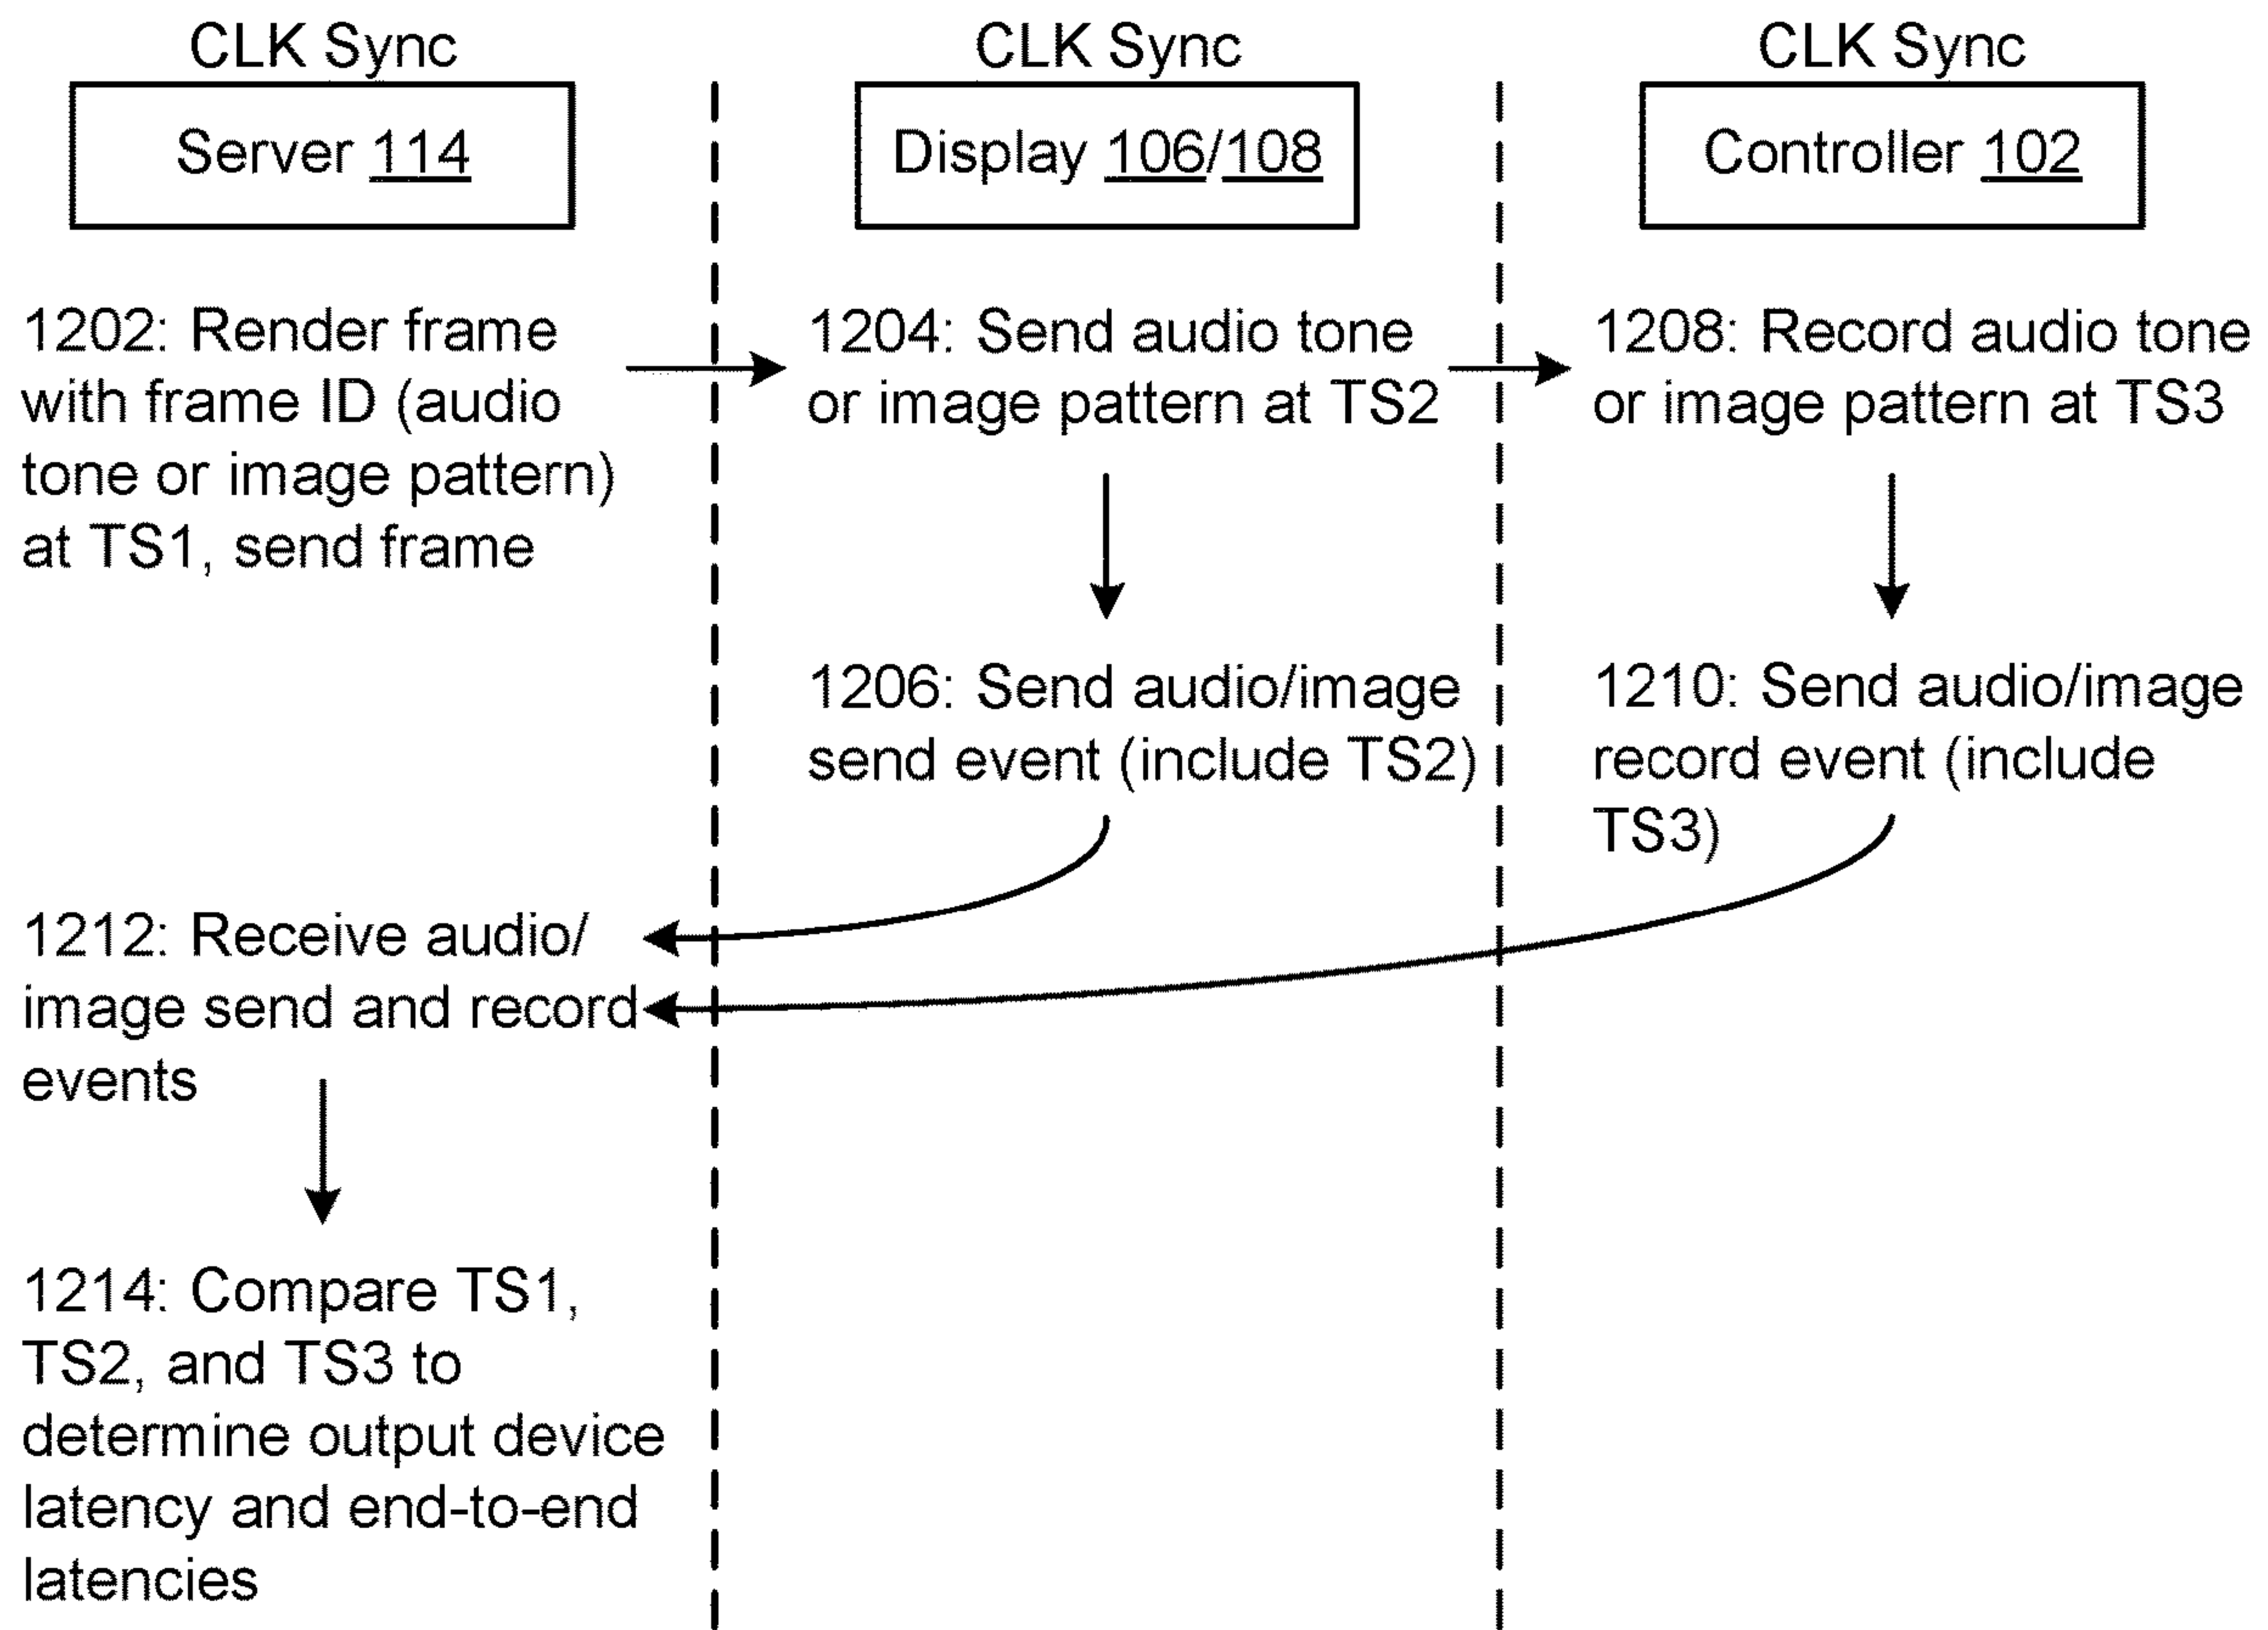 CLK Sync
Server 114
1202: Render frame
with frame ID (audio
tone or image pattern)
at TS1, send frame
1212: Receive audio/
image send and record
events
1214: Compare TS1,
TS2, and TS3 to
determine output device
latency and end-to-end
latencies
CLK Sync
Display 106/108
1204: Send audio tone
or image pattern at TS2
1206: Send audio/image
send event (include TS2)
CLK Sync
Controller 102
1208: Record audio tone
or image pattern at TS3
1210: Send audio/image
record event (include
TS3)